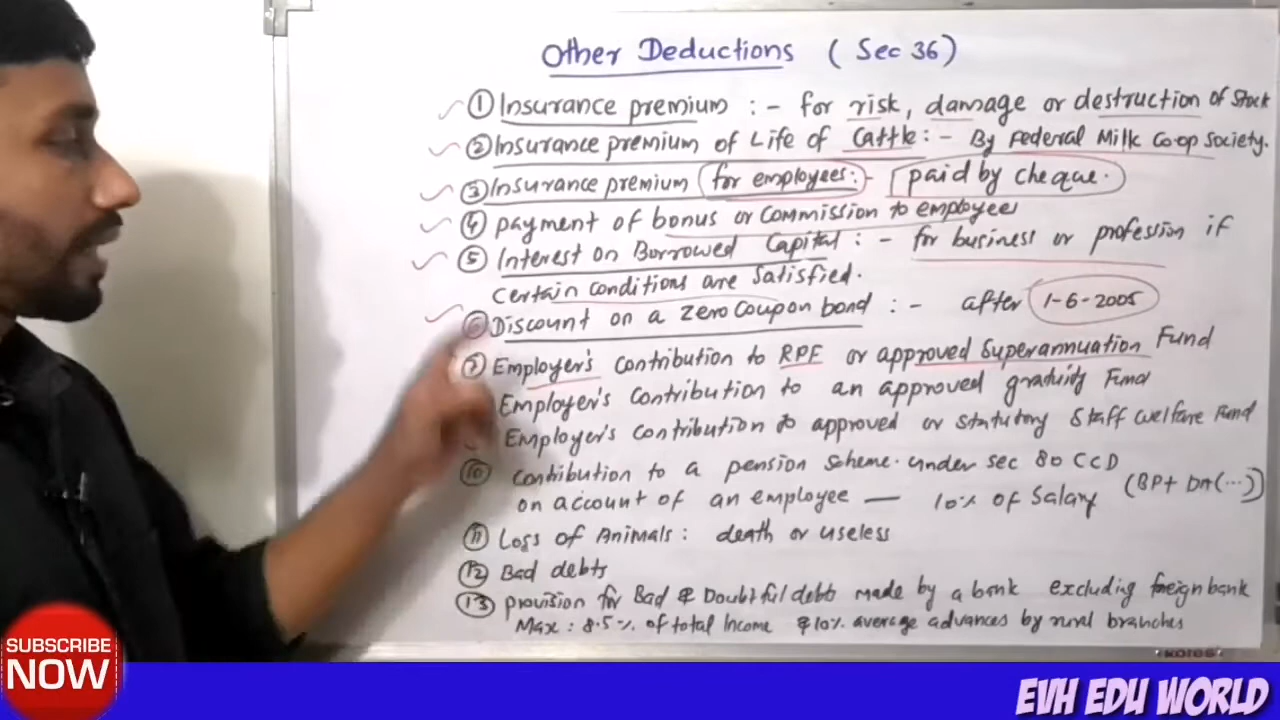 Other Deductions ( Sec 36)
① Insurance premium : - for risk, damage or destruction of Stock
② Insurance premium of Life of Cattle : - By Federal Milk Co-op Society.
③ Insurance premium for employees: - paid by cheque.
④ payment of bonus or Commission to employees
⑤ Interest on Borrowed Capital : - for business or profession if
Certain conditions are Satisfied.
⑥ Discount on a zero Coupon bond : - after 1-6-2005
⑦ Employer's contribution to RPF or approved Superannuation Fund
Employer's contribution to an approved gratuity Fund
Employer's contribution to approved or statutory Staff welfare Fund
⑩ contribution to a pension Scheme. under sec 80 CCD
on account of an employee — 10% of Salary (BP+ DA(...))
⑪ Loss of Animals : death or useless
⑫ Bad debts
⑬ provision for Bad & Doubtful debts made by a bank excluding foreign bank
Max : 8.5% of total Income & 10% average advances by rural branches
kores
SUBSCRIBE
NOW
EVH EDU WORLD